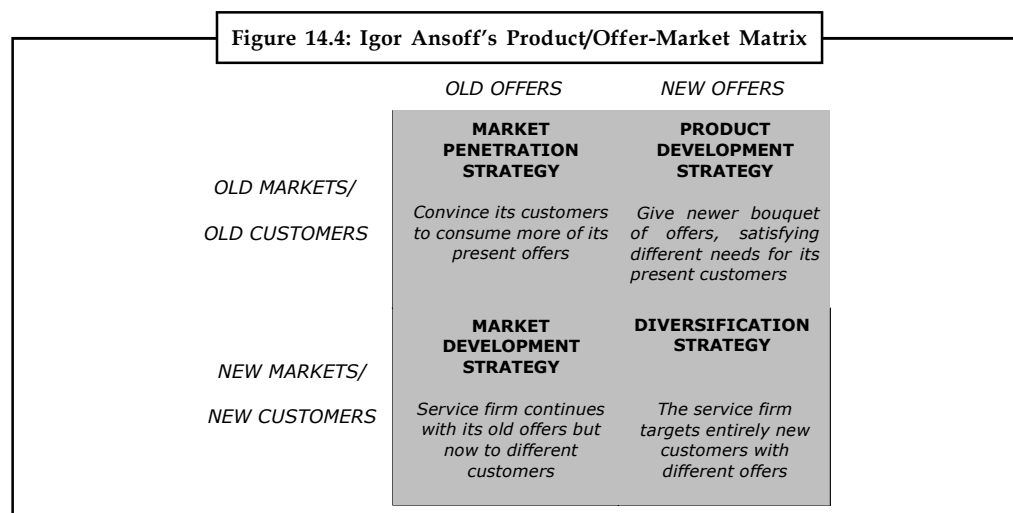 Figure 14.4: Igor Ansoff's Product/Offer-Market Matrix
OLD OFFERS
NEW OFFERS
OLD MARKETS/
OLD CUSTOMERS
MARKET
PENETRATION
STRATEGY
Convince its customers
to consume more of its
present offers
PRODUCT
DEVELOPMENT
STRATEGY
Give newer bouquet
of offers, satisfying
different needs for its
present customers
NEW MARKETS/
NEW CUSTOMERS
MARKET
DEVELOPMENT
STRATEGY
Service firm continues
with its old offers but
now to different
customers
DIVERSIFICATION
STRATEGY
The service firm
targets entirely new
customers with
different offers